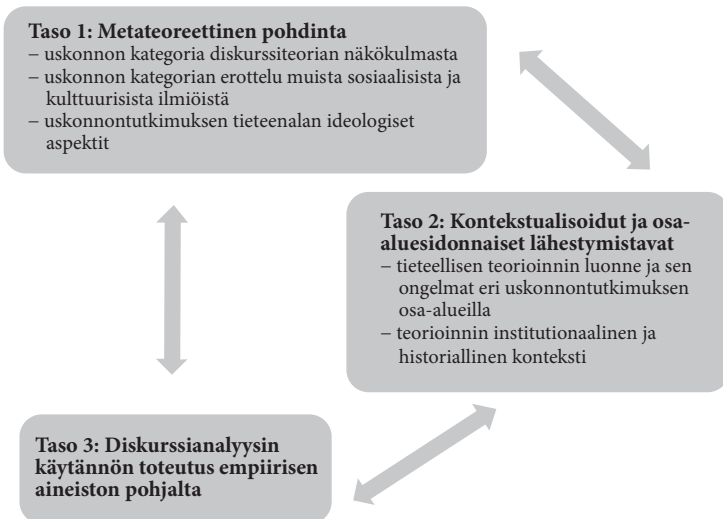 Taso 1: Metateoreettinen pohdinta
– uskonnon kategoria diskurssiteorian näkökulmasta
– uskonnon kategorian erottelu muista sosiaalisista ja
kulttuurisista ilmiöistä
– uskonnontutkimuksen tieteenalan ideologiset
aspektit
Taso 2: Kontekstualisoidut ja osa-
aluesidonnaiset lähestymistavat
– tieteellisen teorioinnin luonne ja sen
ongelmat eri uskonnontutkimuksen
osa-alueilla
– teorioinnin institutionaalinen ja
historiallinen konteksti
Taso 3: Diskurssianalyysin
käytännön toteutus empiirisen
aineiston pohjalta